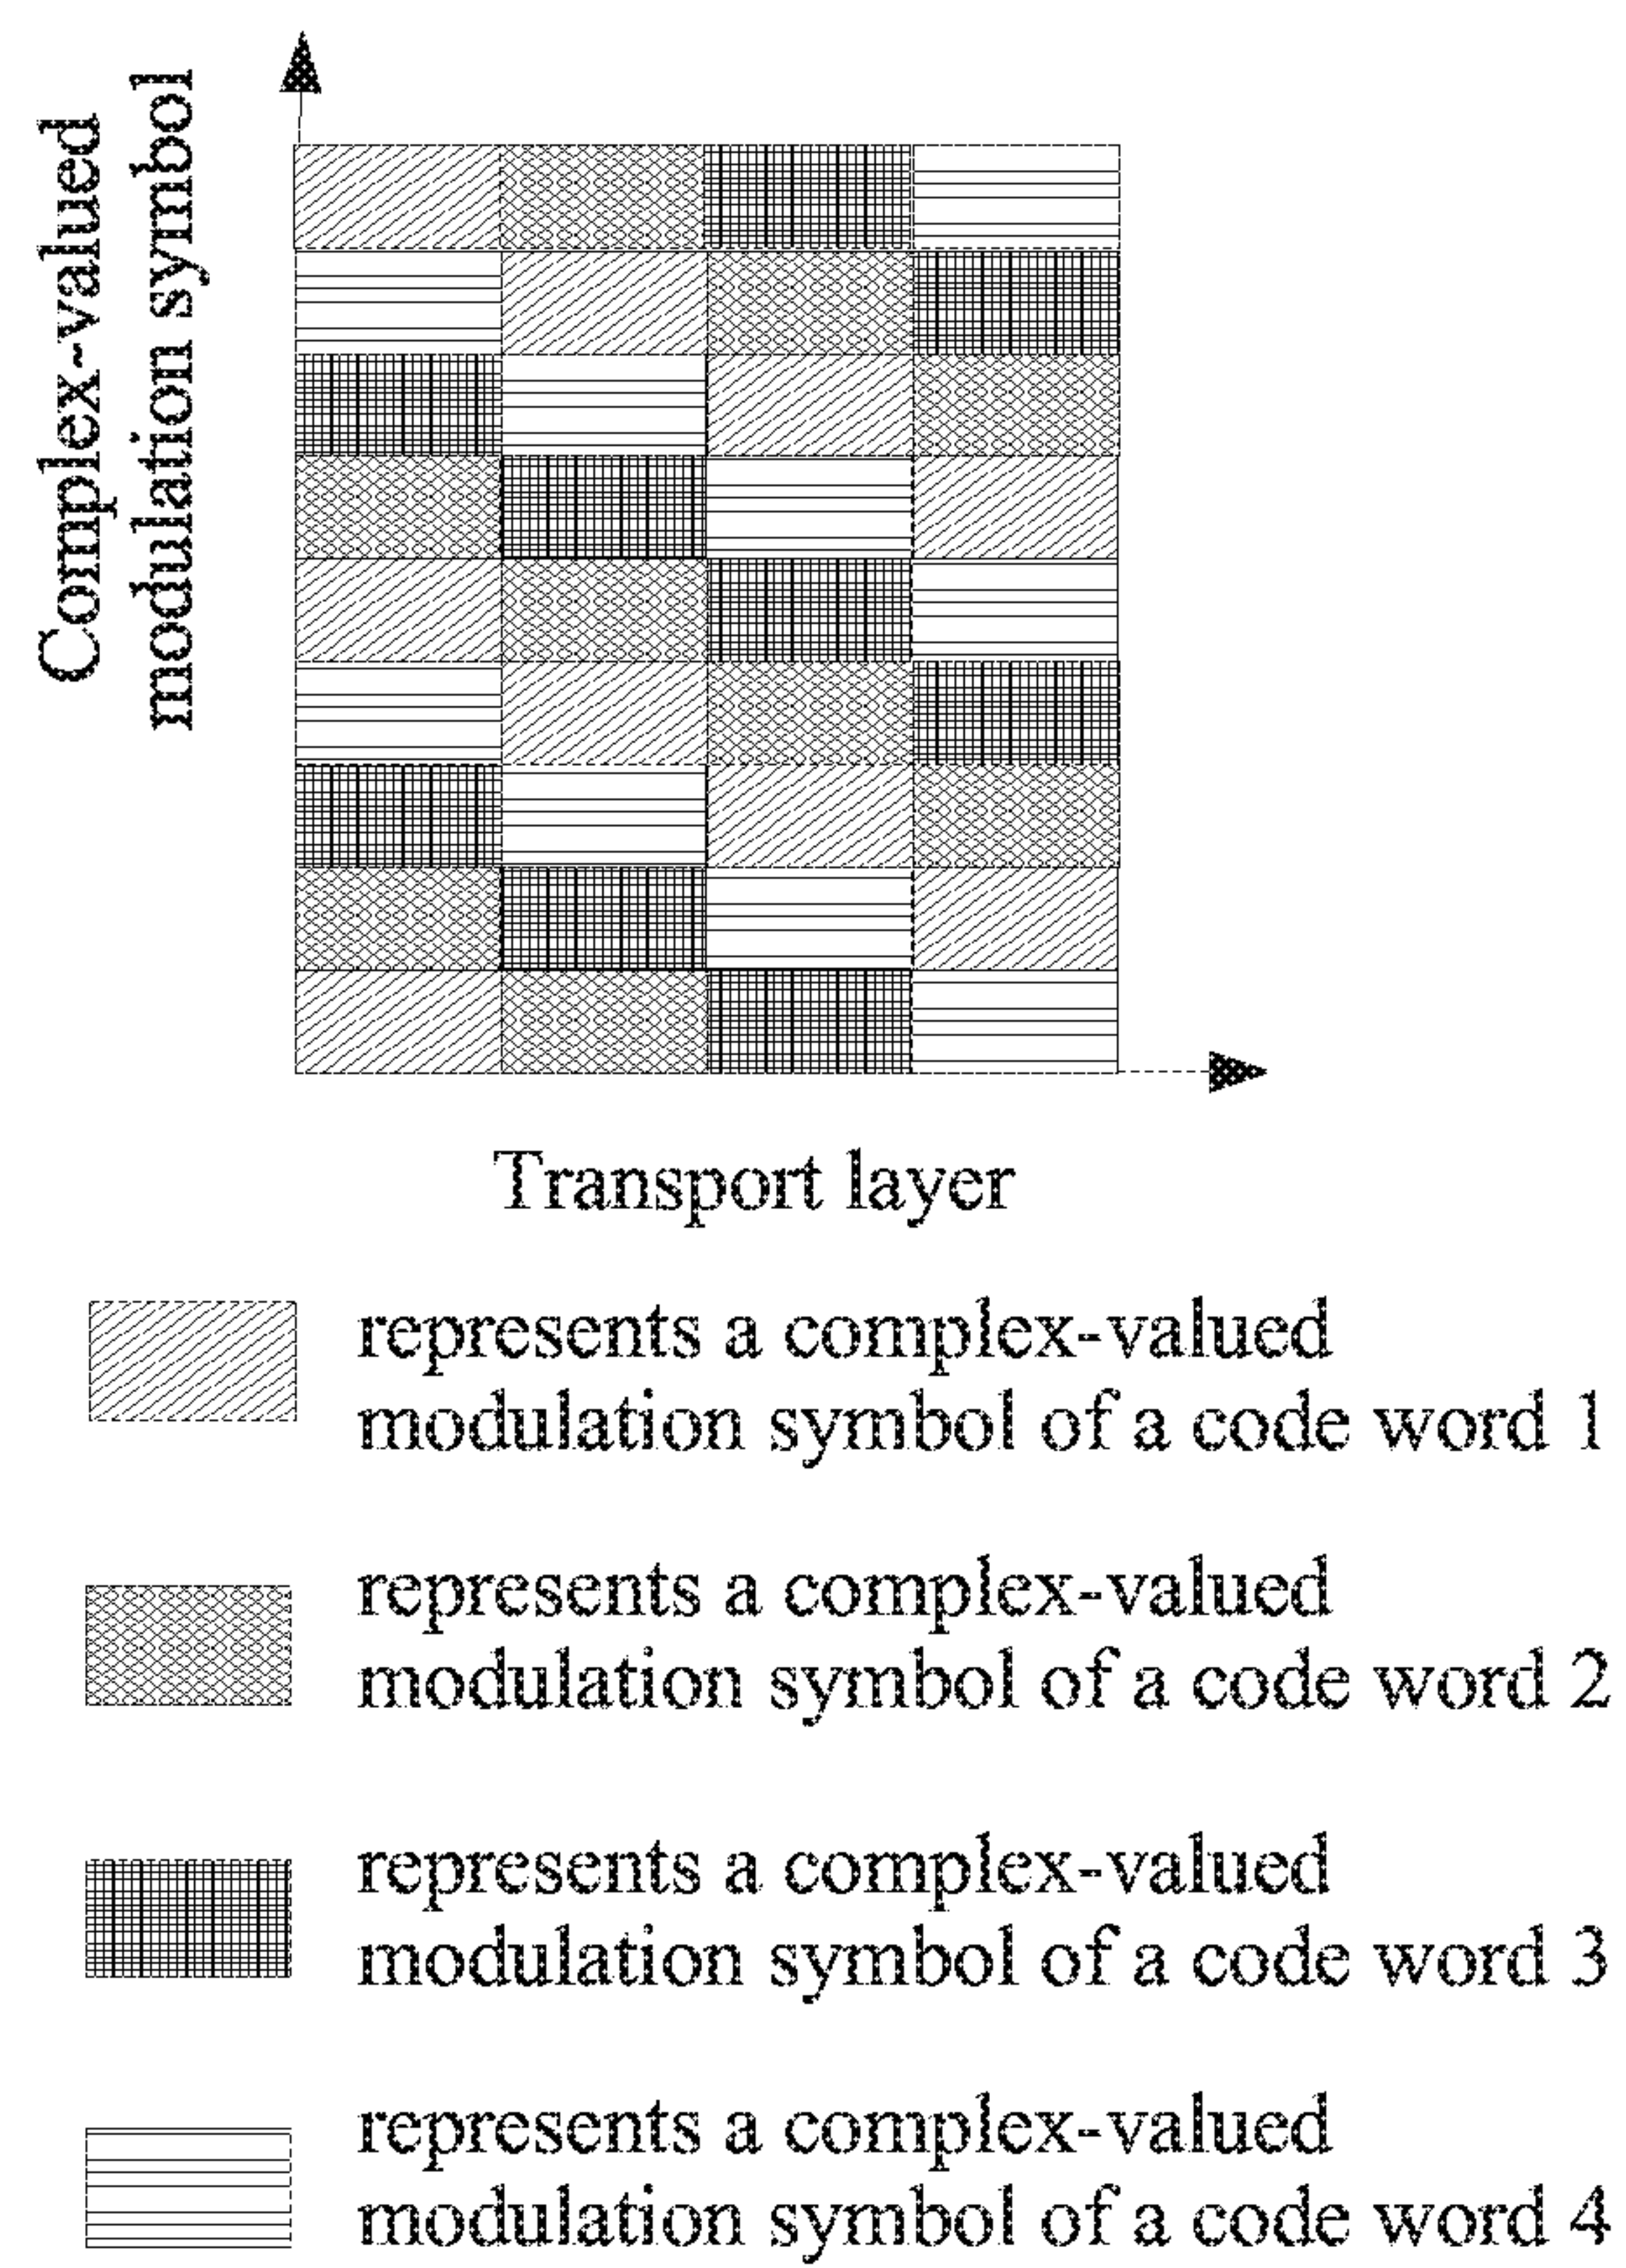 Complex-valued
modulation symbol
Transport layer
represents a complex-valued
modulation symbol of a code word 1
represents a complex-valued
modulation symbol of a code word 2
represents a complex-valued
modulation symbol of a code word 3
represents a complex-valued
modulation symbol of a code word 4